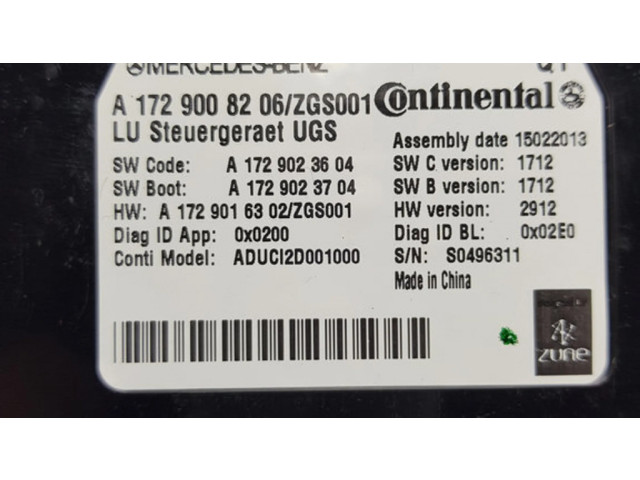 MERCEDES-BENZ
A 172 900 82 06/ZGS001
Continental
LU Steuergeraet UGS
Assembly date 15022013
SW Code: A 172 902 36 04
SW C version: 1712
SW Boot: A 172 902 37 04
SW B version: 1712
HW: A 172 901 63 02/ZGS001
HW version: 2912
Diag ID App: 0x0200
Diag ID BL: 0x02E0
Conti Model: ADUCI2D001000
S/N: S0496311
Made in China
zune